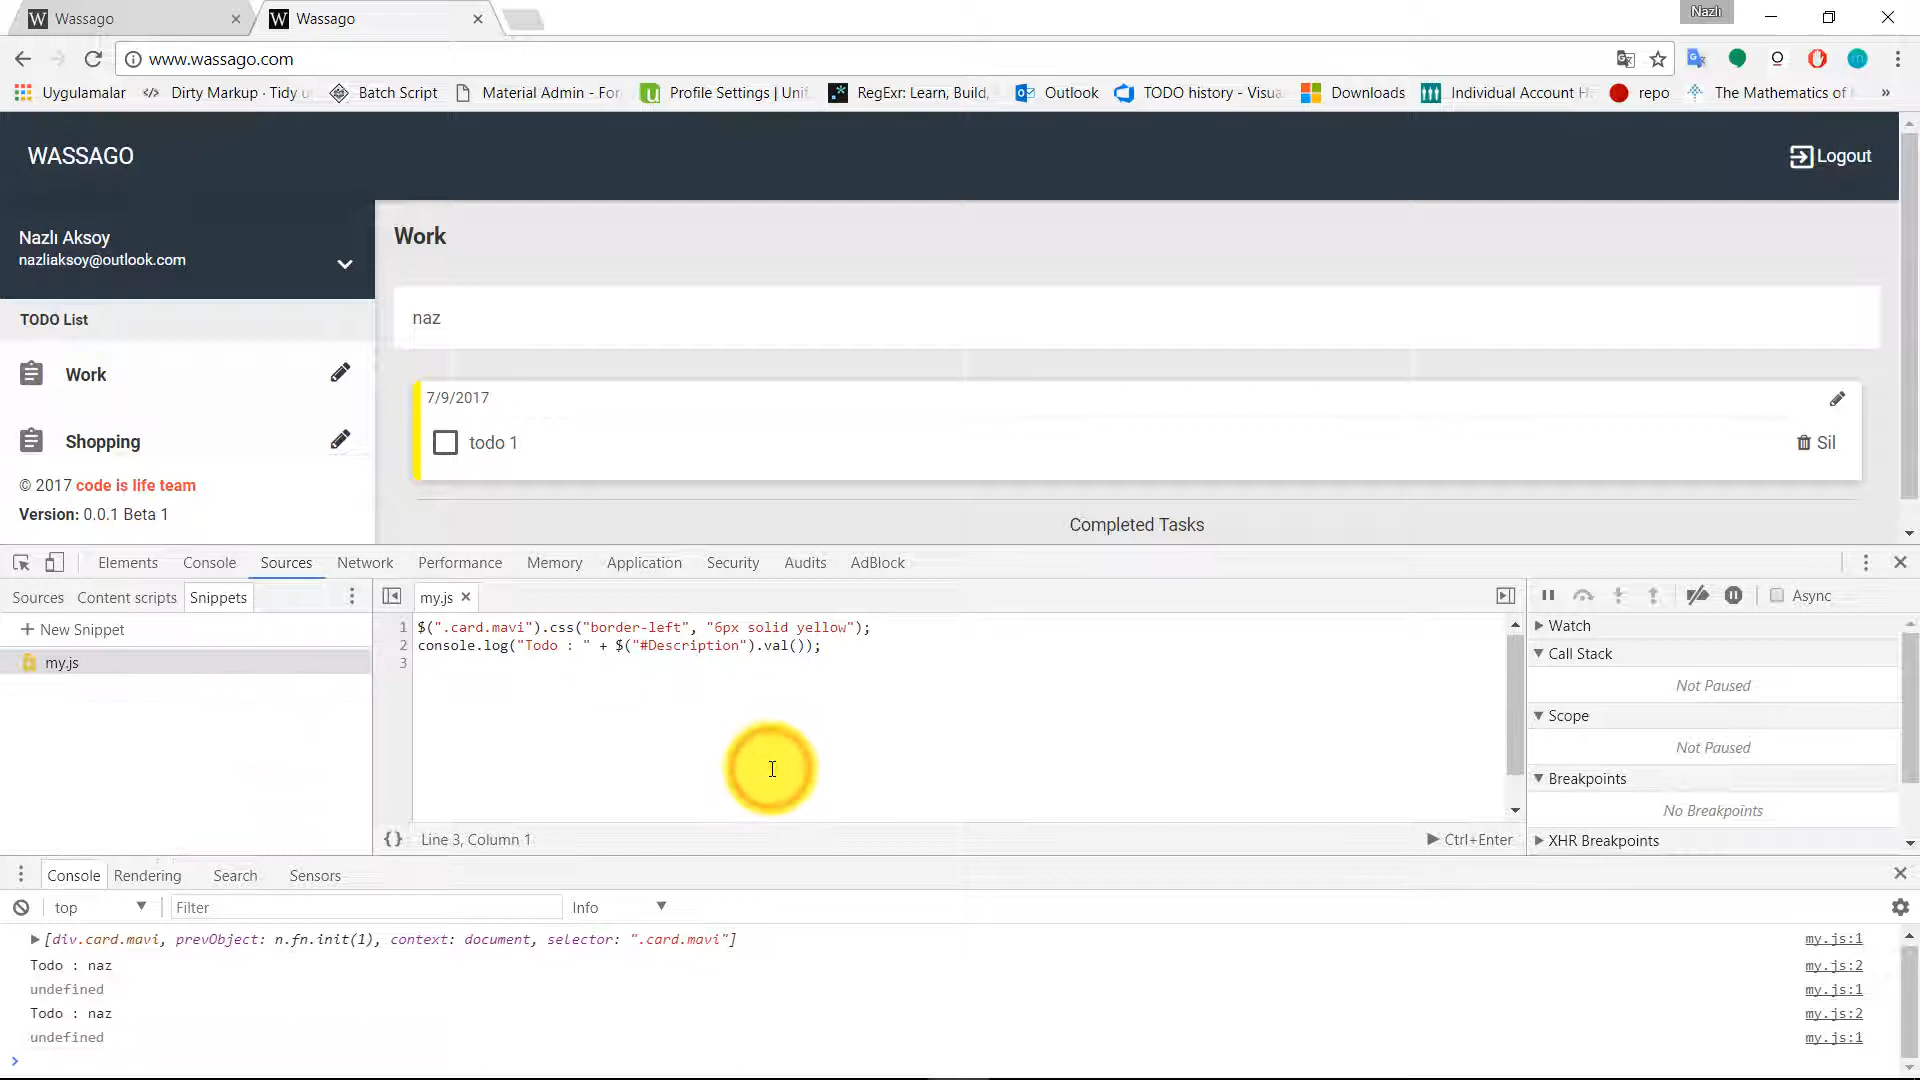 Wassago
Wassago
Nazlı
www.wassago.com
Uygulamalar
Dirty Markup · Tidy u
Batch Script
Material Admin - For
Profile Settings | Unif
RegExr: Learn, Build,
Outlook
TODO history - Visua
Downloads
Individual Account H
repo
The Mathematics of
»
WASSAGO
Logout
Nazlı Aksoy
nazliaksoy@outlook.com
TODO List
Work
Shopping
© 2017 code is life team
Version: 0.0.1 Beta 1
Work
naz
7/9/2017
todo 1
Sil
Completed Tasks
Elements Console Sources Network Performance Memory Application Security Audits AdBlock
Sources Content scripts Snippets
+ New Snippet
my.js
my.js
1 $(".card.mavi").css("border-left", "6px solid yellow");
2 console.log("Todo : " + $("#Description").val());
3
{} Line 3, Column 1
Ctrl+Enter
Async
Watch
Call Stack
Not Paused
Scope
Not Paused
Breakpoints
No Breakpoints
XHR Breakpoints
Console Rendering Search Sensors
top
Filter
Info
[div.card.mavi, prevObject: n.fn.init(1), context: document, selector: ".card.mavi"] my.js:1
Todo : naz my.js:2
undefined my.js:1
Todo : naz my.js:2
undefined my.js:1
>